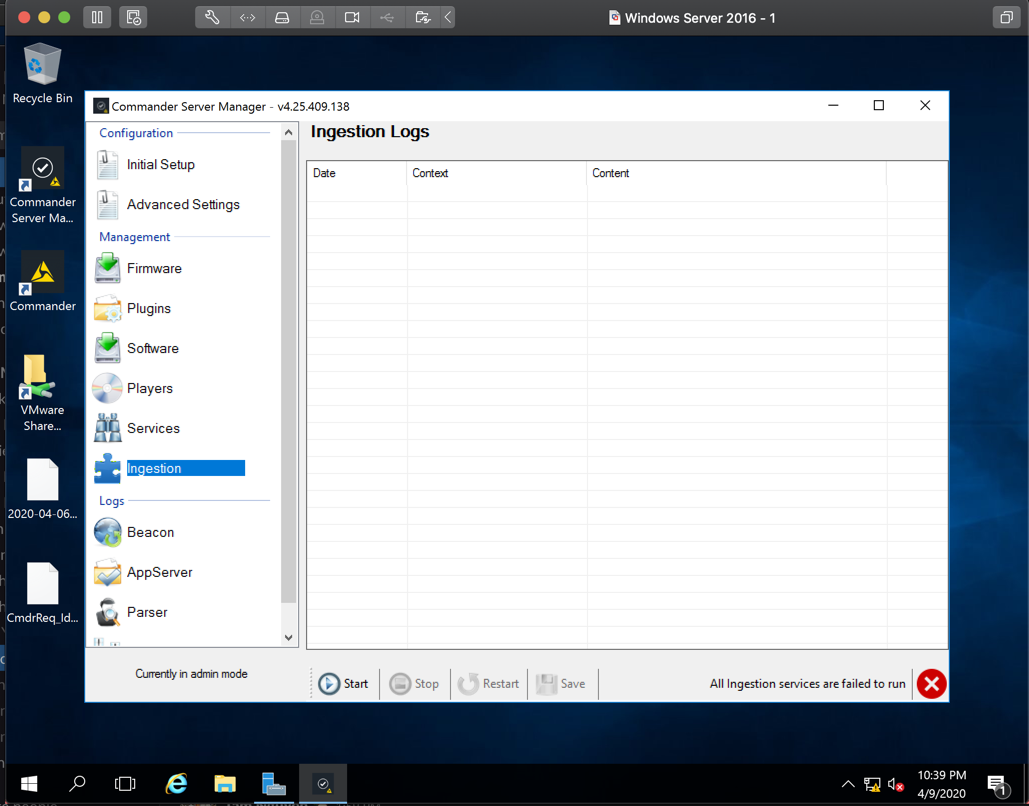 Windows Server 2016 - 1
Recycle Bin
Commander
Server Ma...
Commander
VMware
Share...
2020-04-06...
CmdrReq_Id...
Commander Server Manager - v4.25.409.138
Configuration
Initial Setup
Advanced Settings
Management
Firmware
Plugins
Software
Players
Services
Ingestion
Logs
Beacon
AppServer
Parser
Currently in admin mode
Ingestion Logs
Date Context Content
Start Stop Restart Save All Ingestion services are failed to run
10:39 PM
4/9/2020
1